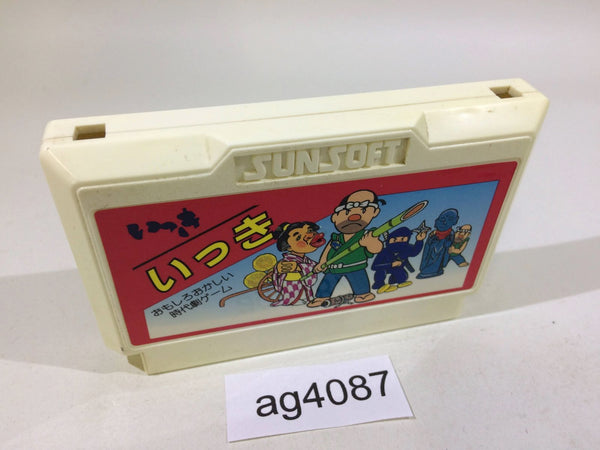 SUNSOFT
いっき
いっき
おもしろおかしい
時代劇ゲーム
ag4087